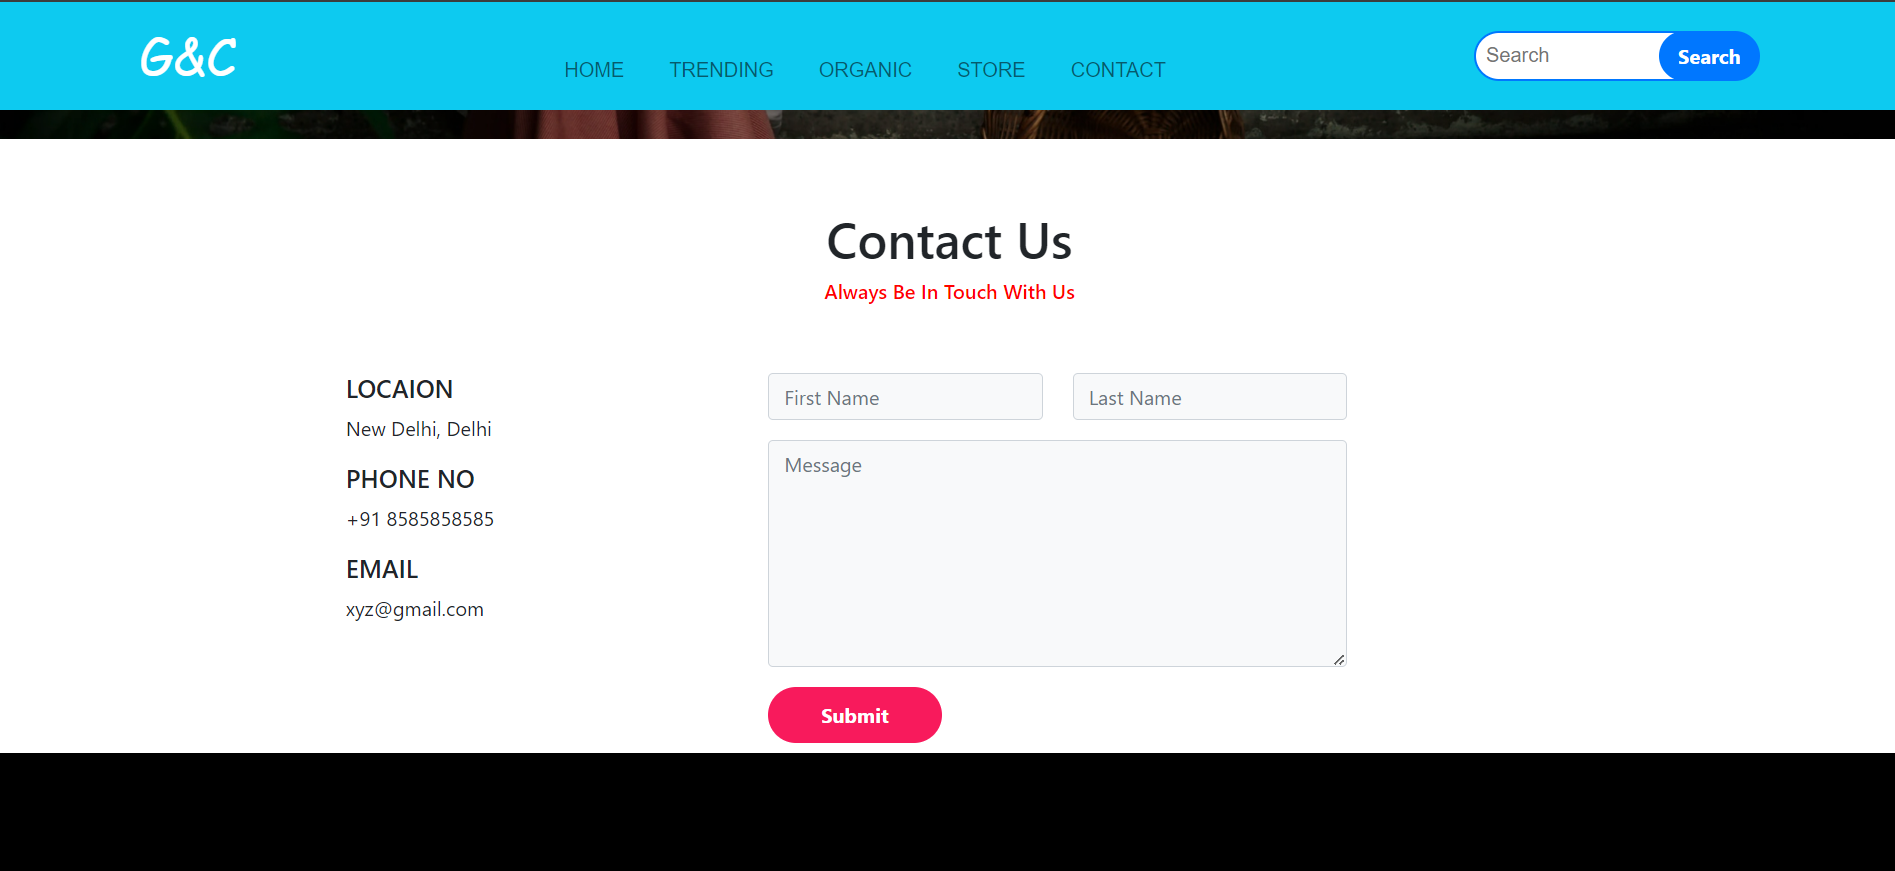 G&C
HOME TRENDING ORGANIC STORE CONTACT
Search Search
Contact Us
Always Be In Touch With Us
LOCAION
New Delhi, Delhi
PHONE NO
+91 8585858585
EMAIL
xyz@gmail.com
First Name Last Name
Message
Submit